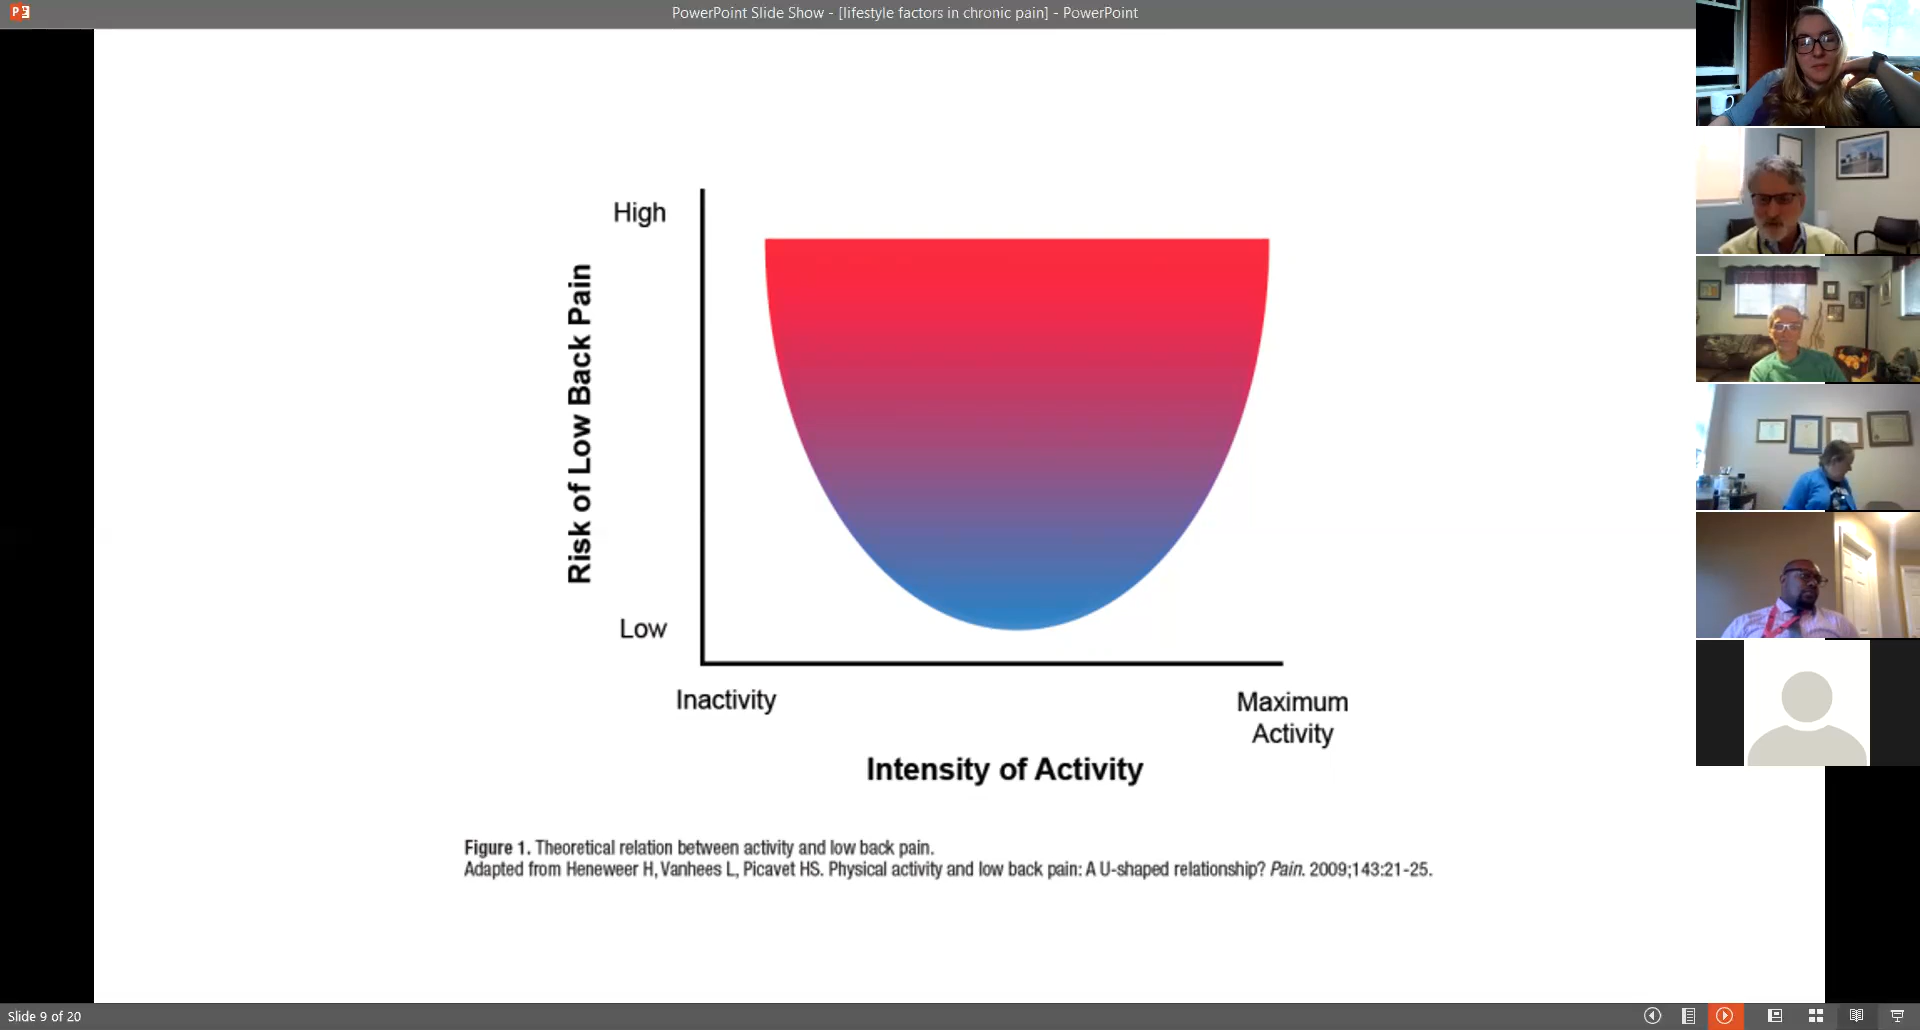 PowerPoint Slide Show - [lifestyle factors in chronic pain] - PowerPoint
High
Risk of Low Back Pain
Low
Inactivity
Maximum
Activity
Intensity of Activity
Figure 1. Theoretical relation between activity and low back pain.
Adapted from Heneweer H, Vanhees L, Picavet HS. Physical activity and low back pain: A U-shaped relationship? Pain. 2009;143:21-25.
Slide 9 of 20